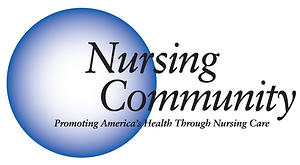 Nursing
Community
Promoting America's Health Through Nursing Care